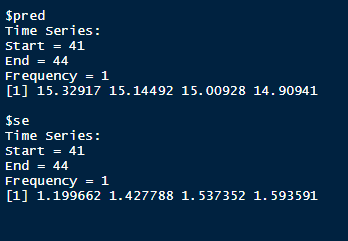 $pred
Time Series:
Start = 41
End = 44
Frequency = 1
[1] 15.32917 15.14492 15.00928 14.90941
$se
Time Series:
Start = 41
End = 44
Frequency = 1
[1] 1.199662 1.427788 1.537352 1.593591